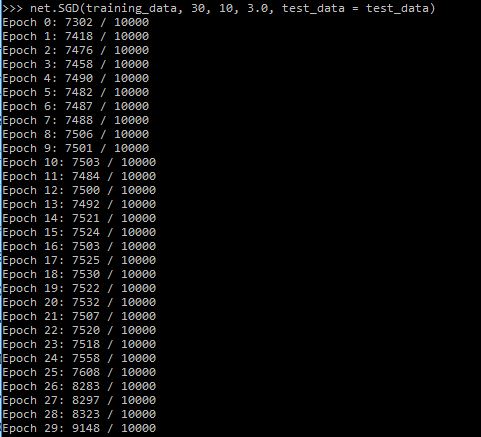 >>> net.SGD(training_data, 30, 10, 3.0, test_data = test_data)
Epoch 0: 7302 / 10000
Epoch 1: 7418 / 10000
Epoch 2: 7476 / 10000
Epoch 3: 7458 / 10000
Epoch 4: 7490 / 10000
Epoch 5: 7482 / 10000
Epoch 6: 7487 / 10000
Epoch 7: 7488 / 10000
Epoch 8: 7506 / 10000
Epoch 9: 7501 / 10000
Epoch 10: 7503 / 10000
Epoch 11: 7484 / 10000
Epoch 12: 7500 / 10000
Epoch 13: 7492 / 10000
Epoch 14: 7521 / 10000
Epoch 15: 7524 / 10000
Epoch 16: 7503 / 10000
Epoch 17: 7525 / 10000
Epoch 18: 7530 / 10000
Epoch 19: 7522 / 10000
Epoch 20: 7532 / 10000
Epoch 21: 7507 / 10000
Epoch 22: 7520 / 10000
Epoch 23: 7518 / 10000
Epoch 24: 7558 / 10000
Epoch 25: 7608 / 10000
Epoch 26: 8283 / 10000
Epoch 27: 8297 / 10000
Epoch 28: 8323 / 10000
Epoch 29: 9148 / 10000